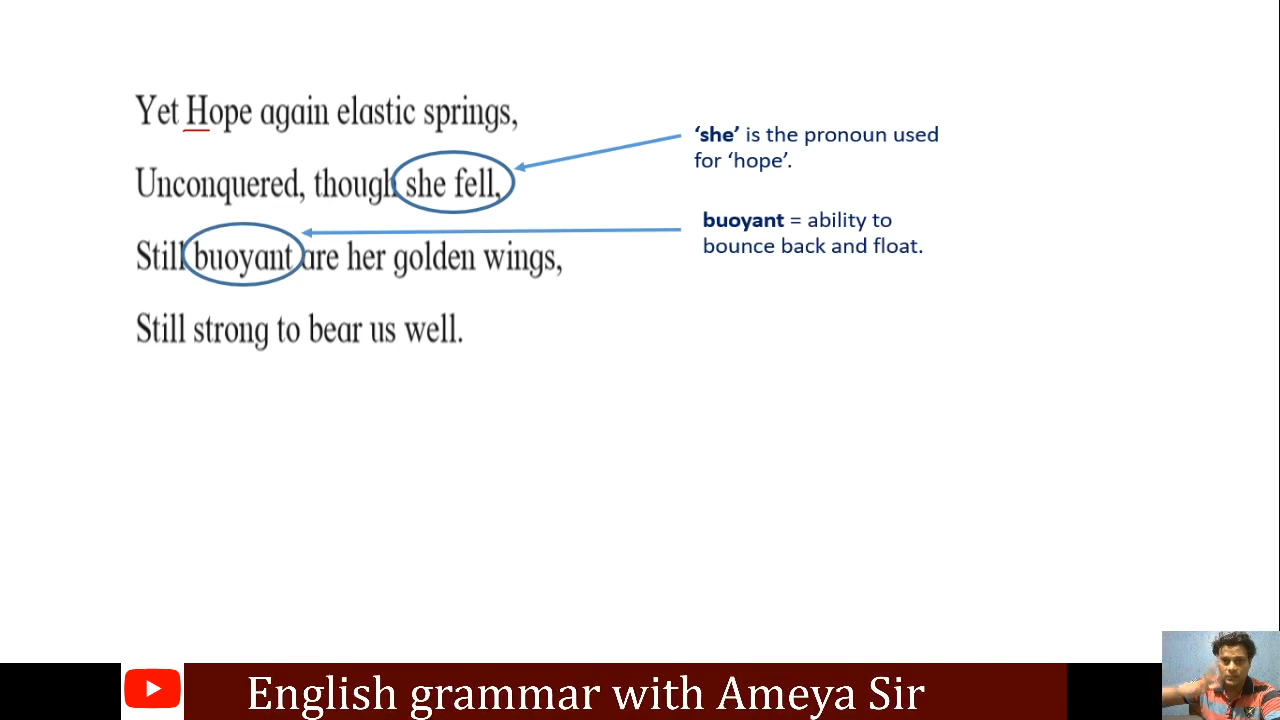 Yet Hope again elastic springs,
Unconquered, though she fell,
Still buoyant are her golden wings,
Still strong to bear us well.
‘she’ is the pronoun used
for ‘hope’.
buoyant = ability to
bounce back and float.
English grammar with Ameya Sir